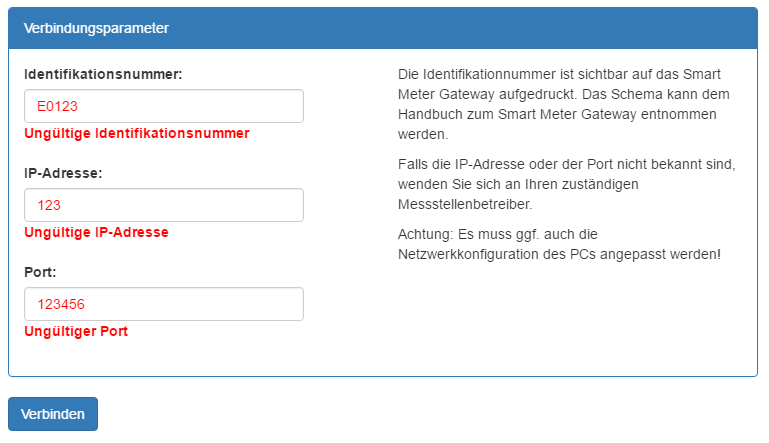 Verbindungsparameter
Identifikationsnummer:
E0123
Ungültige Identifikationsnummer
IP-Adresse:
123
Ungültige IP-Adresse
Port:
123456
Ungültiger Port
Die Identifikationnummer ist sichtbar auf das Smart
Meter Gateway aufgedruckt. Das Schema kann dem
Handbuch zum Smart Meter Gateway entnommen
werden.
Falls die IP-Adresse oder der Port nicht bekannt sind,
wenden Sie sich an Ihren zuständigen
Messstellenbetreiber.
Achtung: Es muss ggf. auch die
Netzwerkkonfiguration des PCs angepasst werden!
Verbinden